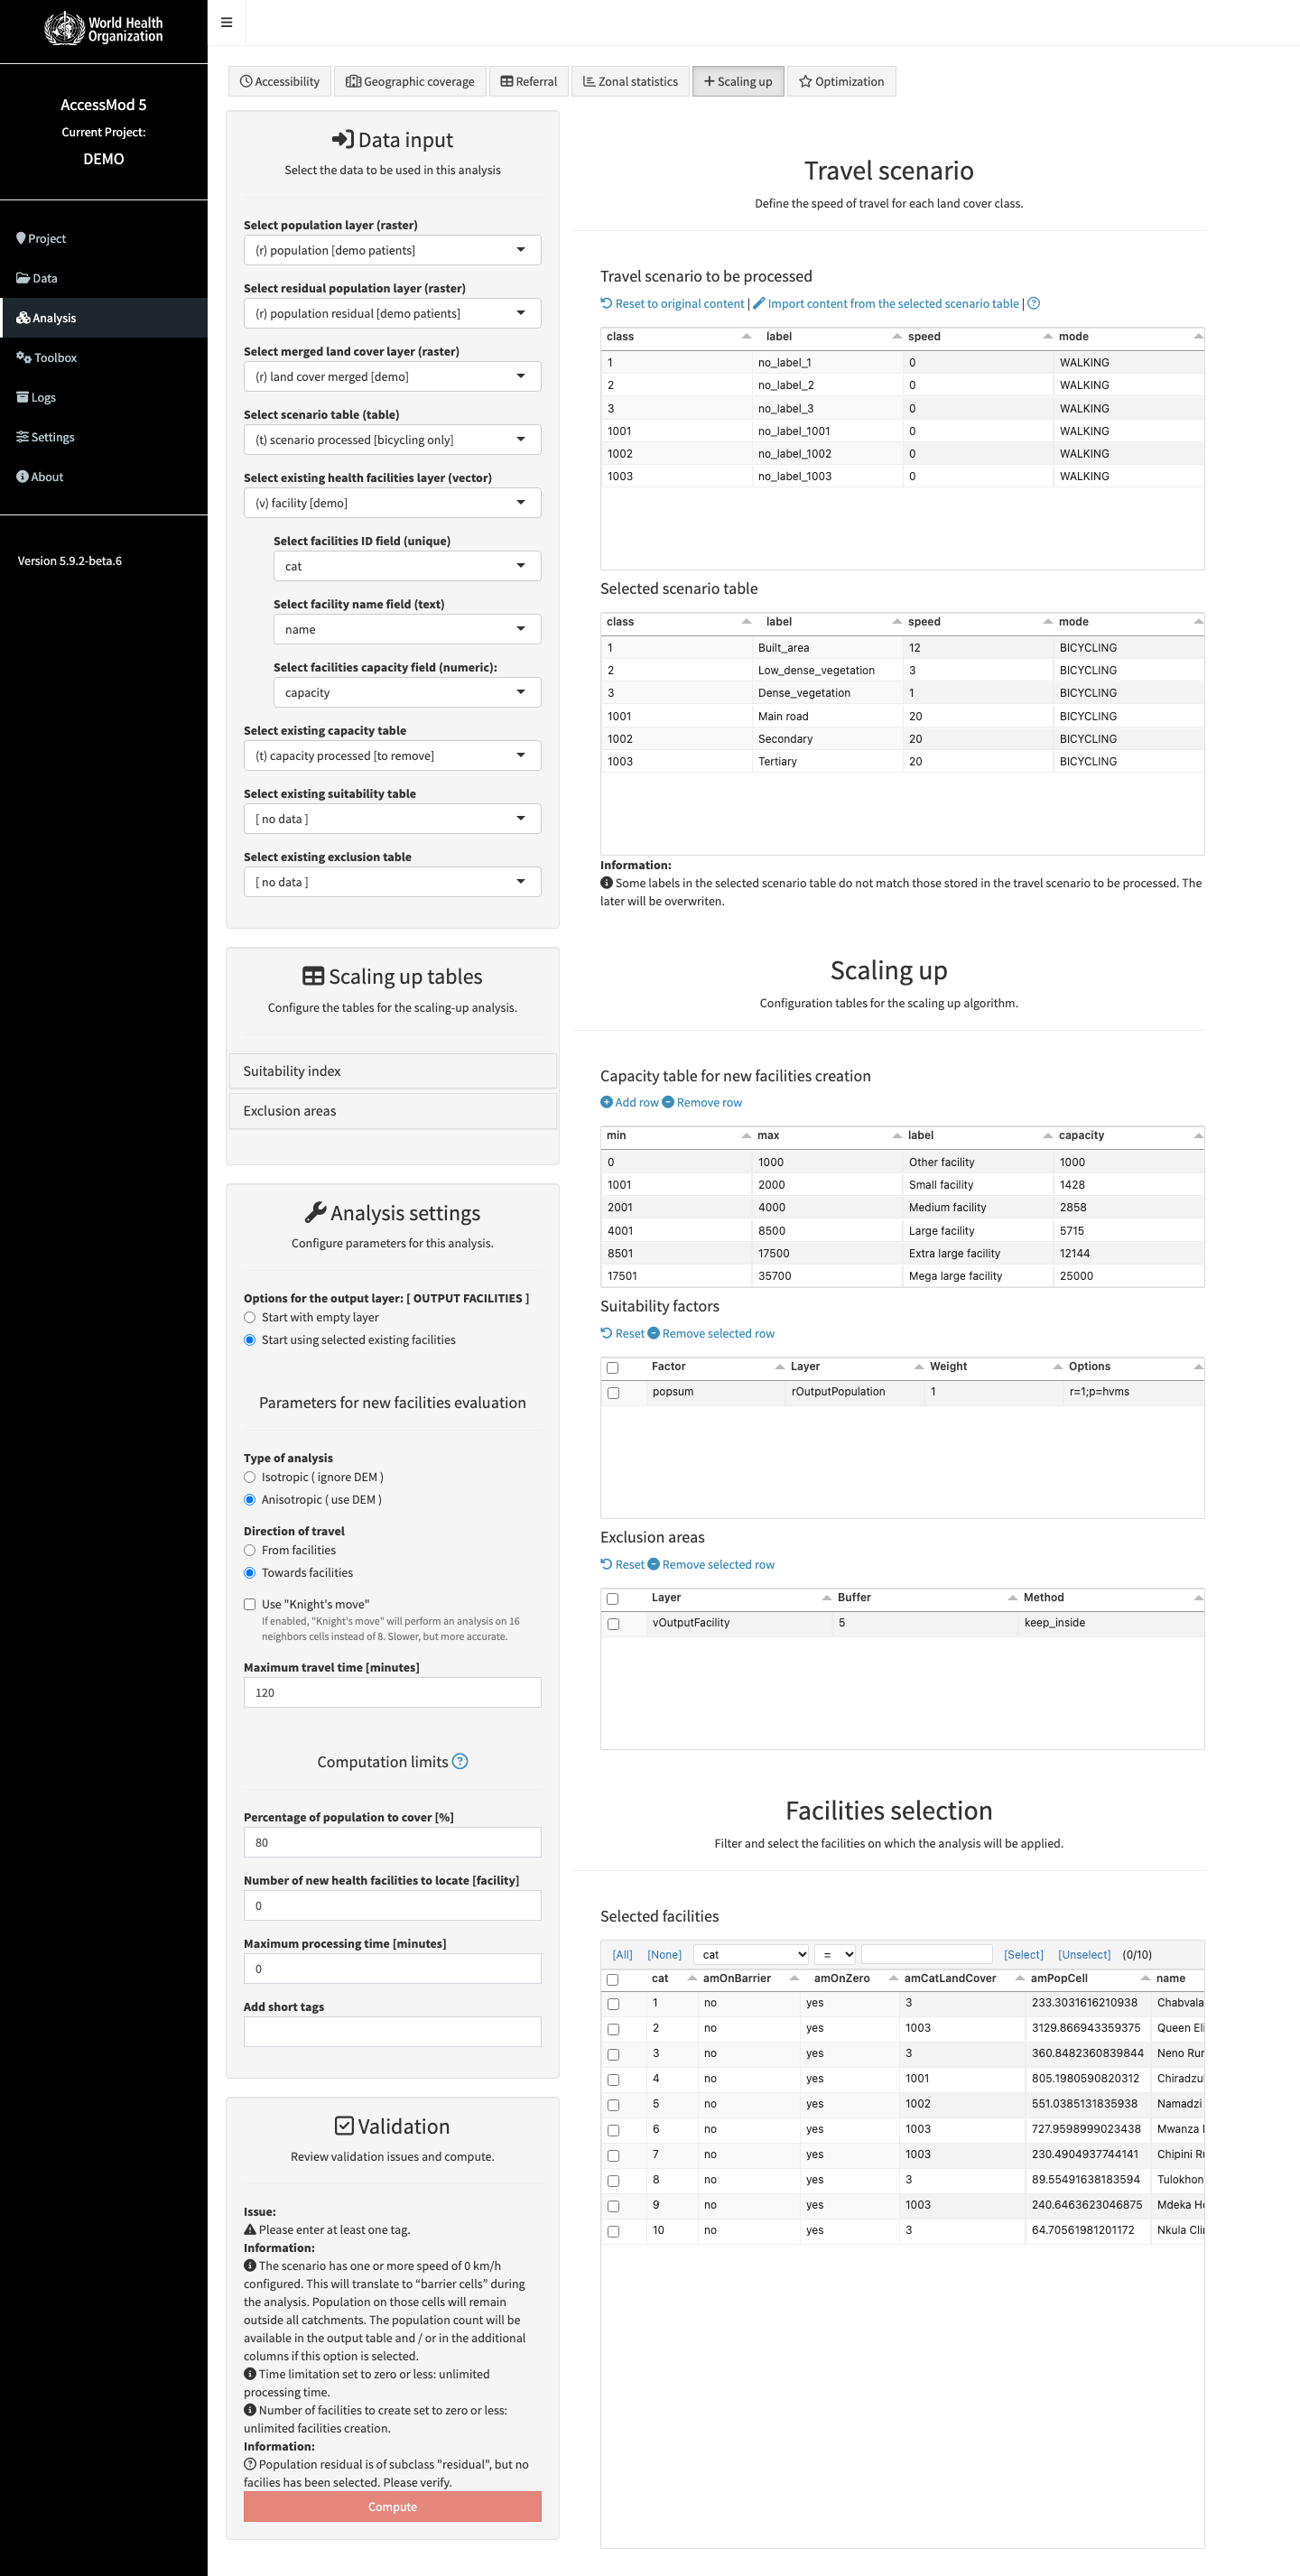 World Health
Organization
AccessMod 5
Current Project:
DEMO
Project
Data
Analysis
Toolbox
Logs
Settings
About
Version 5.9.2-beta.6
Accessibility Geographic coverage Referral Zonal statistics Scaling up Optimization
Data input
Select the data to be used in this analysis
Select population layer (raster)
(r) population [demo patients]
Select residual population layer (raster)
(r) population residual [demo patients]
Select merged land cover layer (raster)
(r) land cover merged [demo]
Select scenario table (table)
(t) scenario processed [bicycling only]
Select existing health facilities layer (vector)
(v) facility [demo]
Select facilities ID field (unique)
cat
Select facility name field (text)
name
Select facilities capacity field (numeric):
capacity
Select existing capacity table
(t) capacity processed [to remove]
Select existing suitability table
[ no data ]
Select existing exclusion table
[ no data ]
Scaling up tables
Configure the tables for the scaling-up analysis.
Suitability index
Exclusion areas
Analysis settings
Configure parameters for this analysis.
Options for the output layer: [ OUTPUT FACILITIES ]
Start with empty layer
Start using selected existing facilities
Parameters for new facilities evaluation
Type of analysis
Isotropic ( ignore DEM )
Anisotropic ( use DEM )
Direction of travel
From facilities
Towards facilities
Use "Knight's move"
If enabled, "Knight's move" will perform an analysis on 16
neighbors cells instead of 8. Slower, but more accurate.
Maximum travel time [minutes]
120
Computation limits
Percentage of population to cover [%]
80
Number of new health facilities to locate [facility]
0
Maximum processing time [minutes]
0
Add short tags
Validation
Review validation issues and compute.
Issue:
Please enter at least one tag.
Information:
The scenario has one or more speed of 0 km/h
configured. This will translate to “barrier cells” during
the analysis. Population on those cells will remain
outside all catchments. The population count will be
available in the output table and / or in the additional
columns if this option is selected.
Time limitation set to zero or less: unlimited
processing time.
Number of facilities to create set to zero or less:
unlimited facilities creation.
Information:
Population residual is of subclass "residual", but no
facilies has been selected. Please verify.
Compute
Travel scenario
Define the speed of travel for each land cover class.
Travel scenario to be processed
Reset to original content | Import content from the selected scenario table |
class label speed mode
1 no_label_1 0 WALKING
2 no_label_2 0 WALKING
3 no_label_3 0 WALKING
1001 no_label_1001 0 WALKING
1002 no_label_1002 0 WALKING
1003 no_label_1003 0 WALKING
Selected scenario table
class label speed mode
1 Built_area 12 BICYCLING
2 Low_dense_vegetation 3 BICYCLING
3 Dense_vegetation 1 BICYCLING
1001 Main road 20 BICYCLING
1002 Secondary 20 BICYCLING
1003 Tertiary 20 BICYCLING
Information:
Some labels in the selected scenario table do not match those stored in the travel scenario to be processed. The
later will be overwriten.
Scaling up
Configuration tables for the scaling up algorithm.
Capacity table for new facilities creation
Add row Remove row
min max label capacity
0 1000 Other facility 1000
1001 2000 Small facility 1428
2001 4000 Medium facility 2858
4001 8500 Large facility 5715
8501 17500 Extra large facility 12144
17501 35700 Mega large facility 25000
Suitability factors
Reset Remove selected row
Factor Layer Weight Options
popsum rOutputPopulation 1 r=1;p=hvms
Exclusion areas
Reset Remove selected row
Layer Buffer Method
vOutputFacility 5 keep_inside
Facilities selection
Filter and select the facilities on which the analysis will be applied.
Selected facilities
[All] [None] cat = [Select] [Unselect] (0/10)
cat amOnBarrier amOnZero amCatLandCover amPopCell name
1 no yes 3 233.3031616210938 Chabvala
2 no yes 1003 3129.866943359375 Queen Eli
3 no yes 3 360.8482360839844 Neno Rur
4 no yes 1001 805.1980590820312 Chiradzul
5 no yes 1002 551.0385131835938 Namadzi
6 no yes 1003 727.9598999023438 Mwanza D
7 no yes 1003 230.4904937744141 Chipini Ru
8 no yes 3 89.55491638183594 Tulokhon
9 no yes 1003 240.6463623046875 Mdeka He
10 no yes 3 64.70561981201172 Nkula Clin